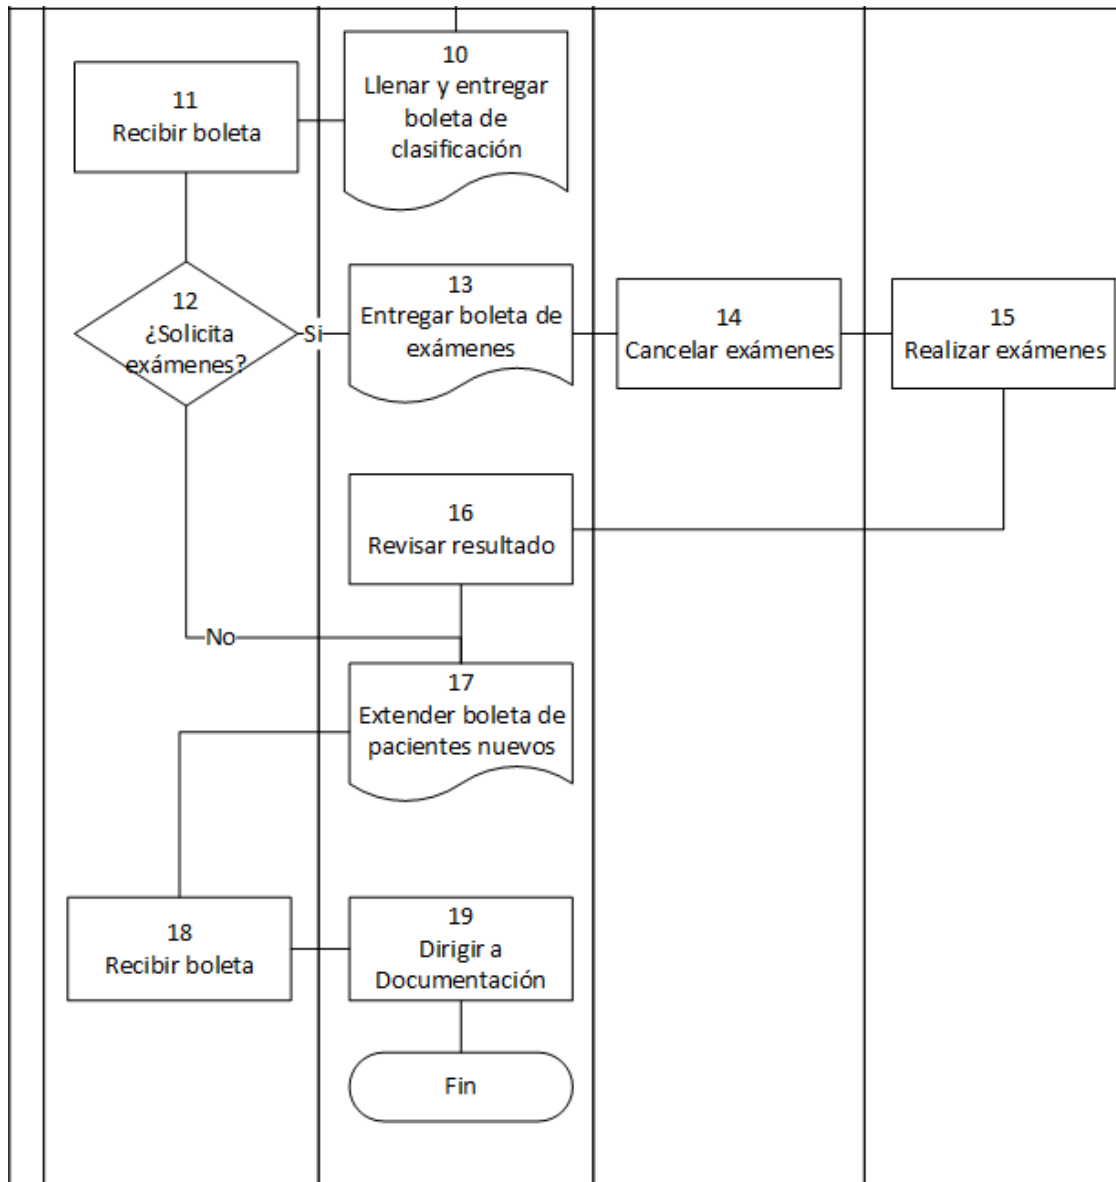 10
Llenar y entregar
boleta de
clasificación
11
Recibir boleta
12
¿Solicita
exámenes?
Si
13
Entregar boleta de
exámenes
14
Cancelar exámenes
15
Realizar exámenes
16
Revisar resultado
No
17
Extender boleta de
pacientes nuevos
18
Recibir boleta
19
Dirigir a
Documentación
Fin